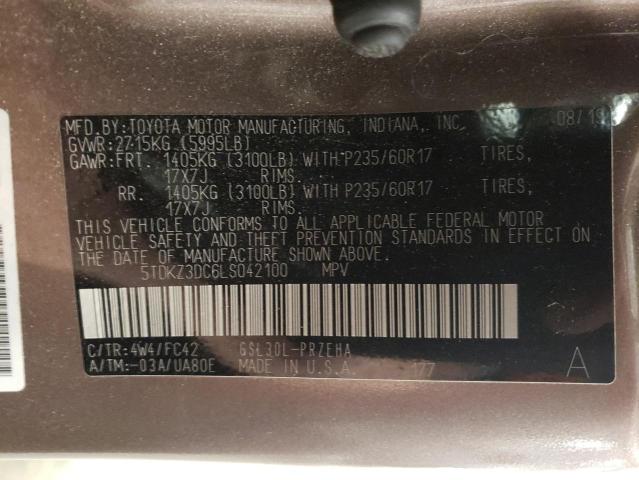 MFD.BY:TOYOTA MOTOR MANUFACTURING, INDIANA, INC. 08/19
GVWR:2715KG (5995LB)
GAWR:FRT. 1405KG (3100LB) WITH P235/60R17 TIRES,
17X7J RIMS.
RR. 1405KG (3100LB) WITH P235/60R17 TIRES,
17X7J RIMS.
THIS VEHICLE CONFORMS TO ALL APPLICABLE FEDERAL MOTOR
VEHICLE SAFETY AND THEFT PREVENTION STANDARDS IN EFFECT ON
THE DATE OF MANUFACTURE SHOWN ABOVE.
5TDKZ3DC6LS042100 MPV
C/TR:4W4/FC42 GSL30L-PRZEHA
A/TM:-03A/UA80E MADE IN U.S.A. 177 A